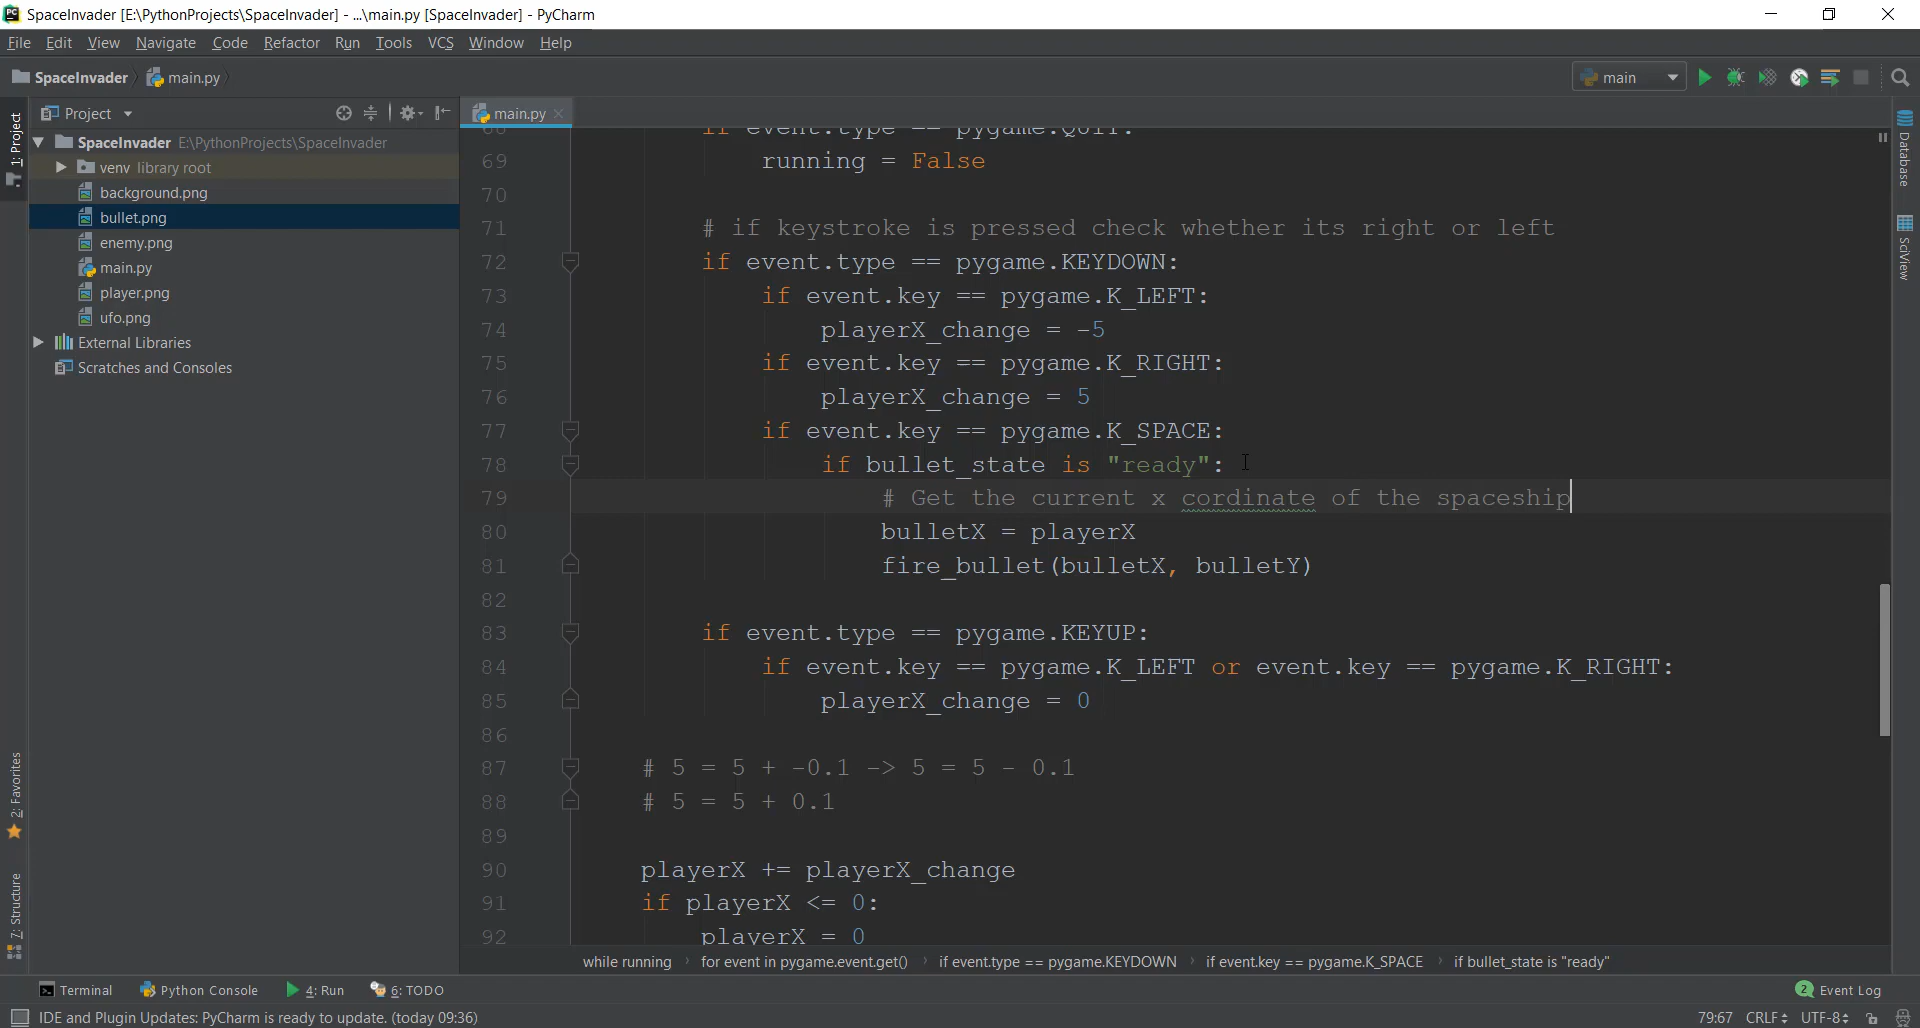 SpaceInvader [E:\PythonProjects\SpaceInvader] - ...\main.py [SpaceInvader] - PyCharm
File Edit View Navigate Code Refactor Run Tools VCS Window Help
SpaceInvader main.py
main
Project
main.py
1: Project
SpaceInvader E:\PythonProjects\SpaceInvader
venv library root
background.png
bullet.png
enemy.png
main.py
player.png
ufo.png
External Libraries
Scratches and Consoles
68 if event.type == pygame.QUIT:
69 running = False
70
71 # if keystroke is pressed check whether its right or left
72 if event.type == pygame.KEYDOWN:
73 if event.key == pygame.K_LEFT:
74 playerX_change = -5
75 if event.key == pygame.K_RIGHT:
76 playerX_change = 5
77 if event.key == pygame.K_SPACE:
78 if bullet_state is "ready":
79 # Get the current x cordinate of the spaceship
80 bulletX = playerX
81 fire_bullet(bulletX, bulletY)
82
83 if event.type == pygame.KEYUP:
84 if event.key == pygame.K_LEFT or event.key == pygame.K_RIGHT:
85 playerX_change = 0
86
87 # 5 = 5 + -0.1 -> 5 = 5 - 0.1
88 # 5 = 5 + 0.1
89
90 playerX += playerX_change
91 if playerX <= 0:
92 playerX = 0
Database
SciView
2: Favorites
7: Structure
while running › for event in pygame.event.get() › if event.type == pygame.KEYDOWN › if event.key == pygame.K_SPACE › if bullet_state is "ready"
Terminal Python Console 4: Run 6: TODO 2 Event Log
IDE and Plugin Updates: PyCharm is ready to update. (today 09:36) 79:67 CRLF UTF-8